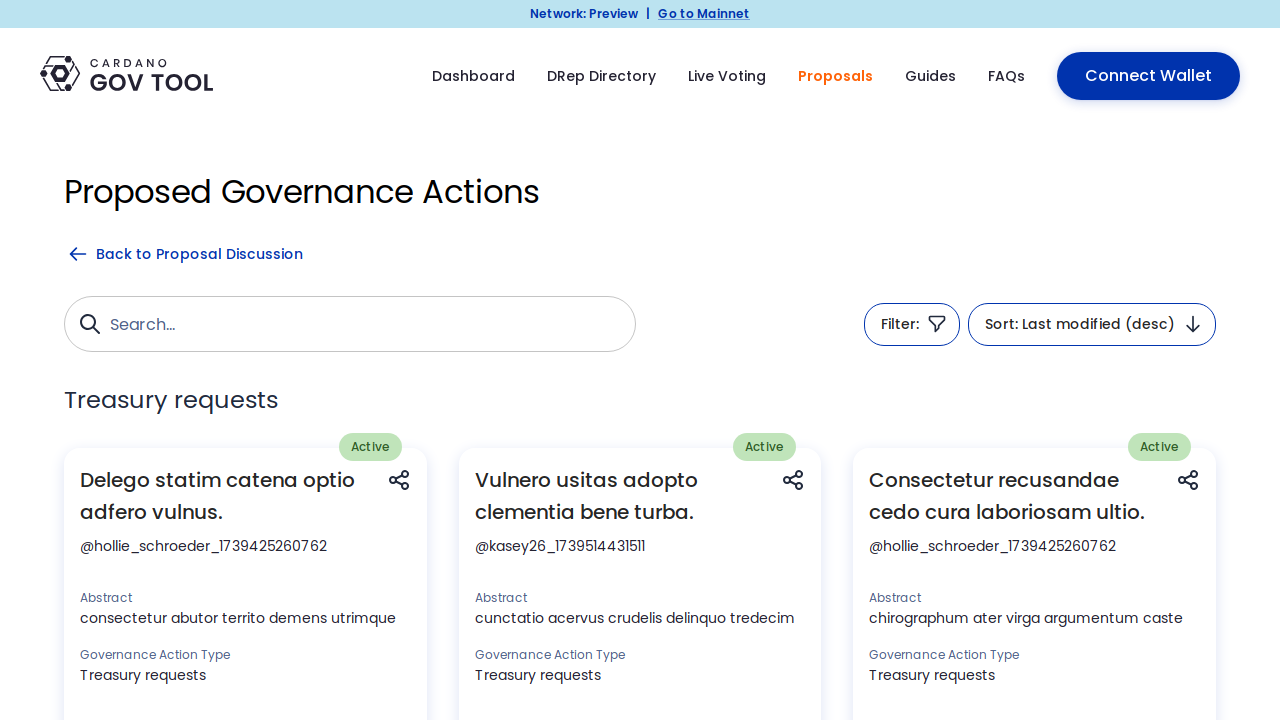 Network: Preview | Go to Mainnet
CARDANO
GOV TOOL
Dashboard
DRep Directory
Live Voting
Proposals
Guides
FAQs
Connect Wallet
Proposed Governance Actions
Back to Proposal Discussion
Search...
Filter:
Sort: Last modified (desc)
Treasury requests
Active
Delego statim catena optio
adfero vulnus.
@hollie_schroeder_1739425260762
Abstract
consectetur abutor territo demens utrimque
Governance Action Type
Treasury requests
Active
Vulnero usitas adopto
clementia bene turba.
@kasey26_1739514431511
Abstract
cunctatio acervus crudelis delinquo tredecim
Governance Action Type
Treasury requests
Active
Consectetur recusandae
cedo cura laboriosam ultio.
@hollie_schroeder_1739425260762
Abstract
chirographum ater virga argumentum caste
Governance Action Type
Treasury requests